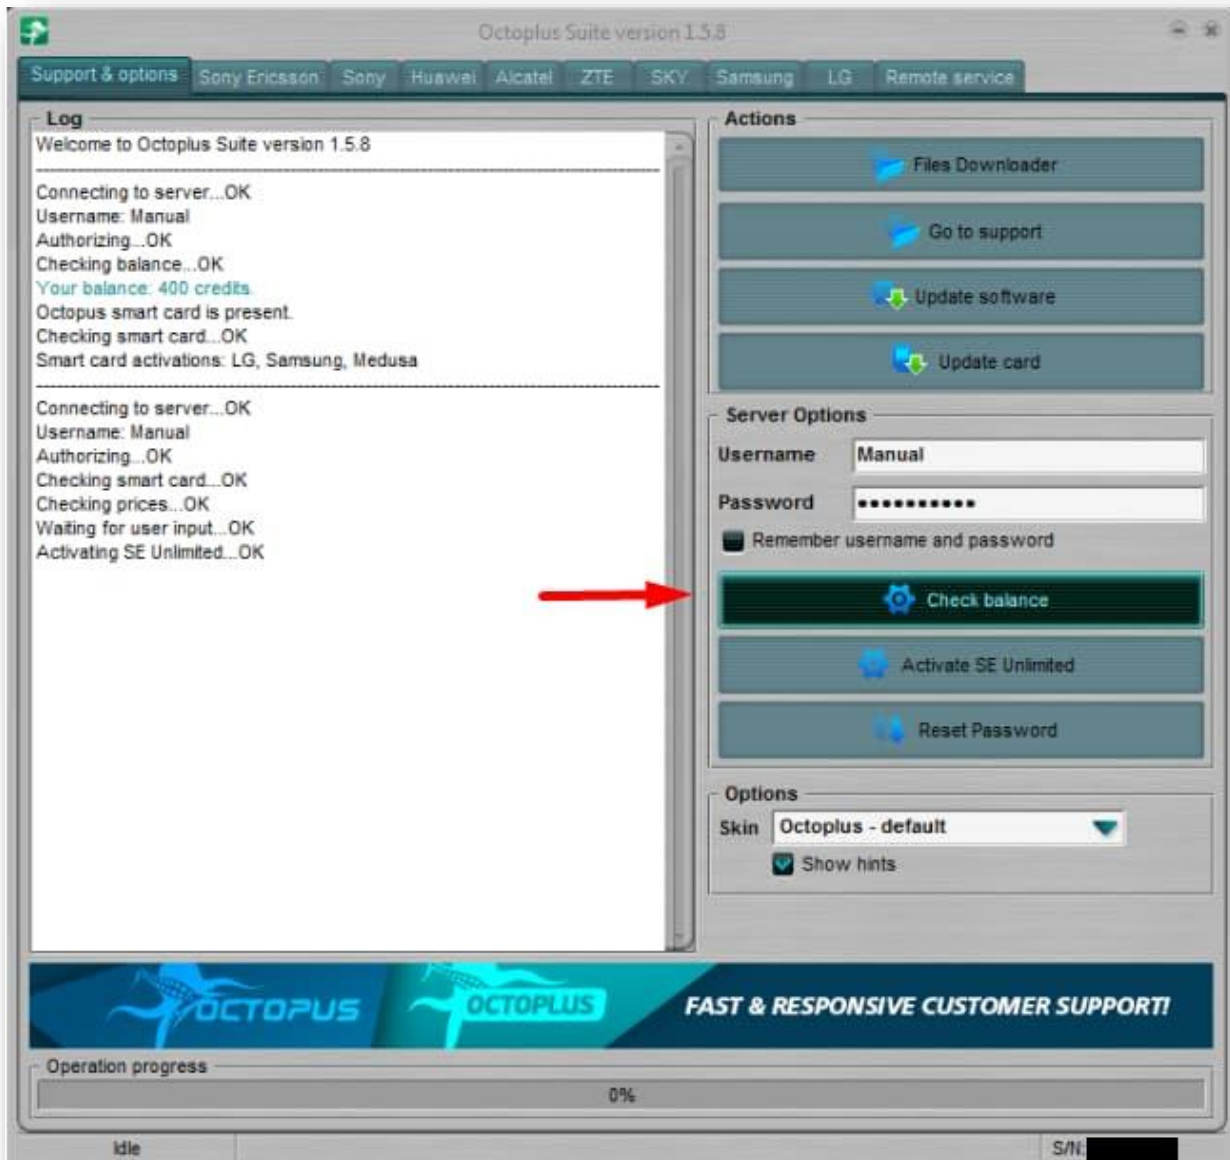 Octoplus Suite version 1.5.8
Support & options Sony Ericsson Sony Huawei Alcatel ZTE SKY Samsung LG Remote service
Log
Welcome to Octoplus Suite version 1.5.8
Connecting to server...OK
Username: Manual
Authorizing...OK
Checking balance...OK
Your balance: 400 credits.
Octopus smart card is present.
Checking smart card...OK
Smart card activations: LG, Samsung, Medusa
Connecting to server...OK
Username: Manual
Authorizing...OK
Checking smart card...OK
Checking prices...OK
Waiting for user input...OK
Activating SE Unlimited...OK
Actions
Files Downloader
Go to support
Update software
Update card
Server Options
Username Manual
Password ••••••••••
Remember username and password
Check balance
Activate SE Unlimited
Reset Password
Options
Skin Octoplus - default
Show hints
OCTOPUS OCTOPLUS FAST & RESPONSIVE CUSTOMER SUPPORT!
Operation progress
0%
Idle S/N: